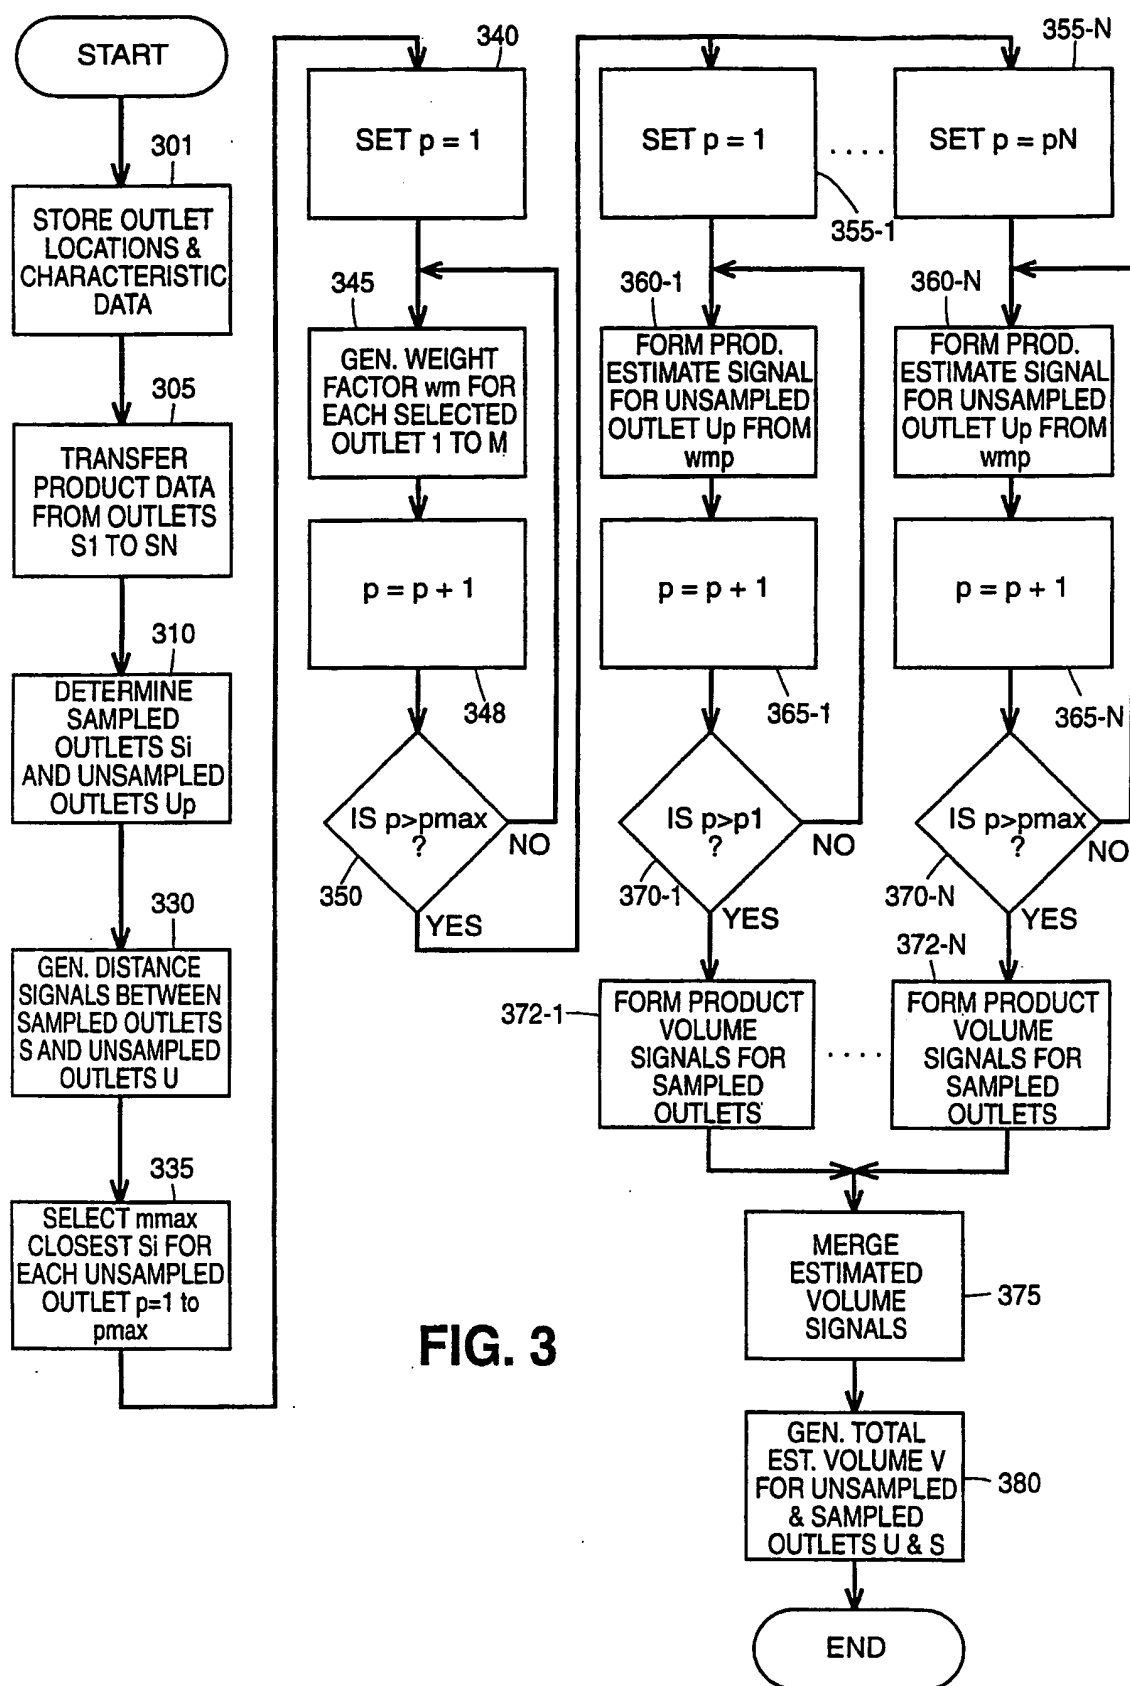 START
301
STORE OUTLET
LOCATIONS &
CHARACTERISTIC
DATA
305
TRANSFER
PRODUCT DATA
FROM OUTLETS
S1 TO SN
310
DETERMINE
SAMPLED
OUTLETS Si
AND UNSAMPLED
OUTLETS Up
330
GEN. DISTANCE
SIGNALS BETWEEN
SAMPLED OUTLETS
S AND UNSAMPLED
OUTLETS U
335
SELECT mmax
CLOSEST Si FOR
EACH UNSAMPLED
OUTLET p=1 to
pmax
340
SET p = 1
345
GEN. WEIGHT
FACTOR wm FOR
EACH SELECTED
OUTLET 1 TO M
p = p + 1
348
IS p>pmax
?
NO
350
YES
SET p = 1
355-1
360-1
FORM PROD.
ESTIMATE SIGNAL
FOR UNSAMPLED
OUTLET Up FROM
wmp
p = p + 1
365-1
IS p>p1
?
NO
370-1
YES
372-1
FORM PRODUCT
VOLUME
SIGNALS FOR
SAMPLED
OUTLETS
. . . .
355-N
SET p = pN
360-N
FORM PROD.
ESTIMATE SIGNAL
FOR UNSAMPLED
OUTLET Up FROM
wmp
p = p + 1
365-N
IS p>pmax
?
NO
370-N
YES
372-N
FORM PRODUCT
VOLUME
SIGNALS FOR
SAMPLED
OUTLETS
. . . .
MERGE
ESTIMATED
VOLUME
SIGNALS
375
GEN. TOTAL
EST. VOLUME V
FOR UNSAMPLED
& SAMPLED
OUTLETS U & S
380
END
FIG. 3